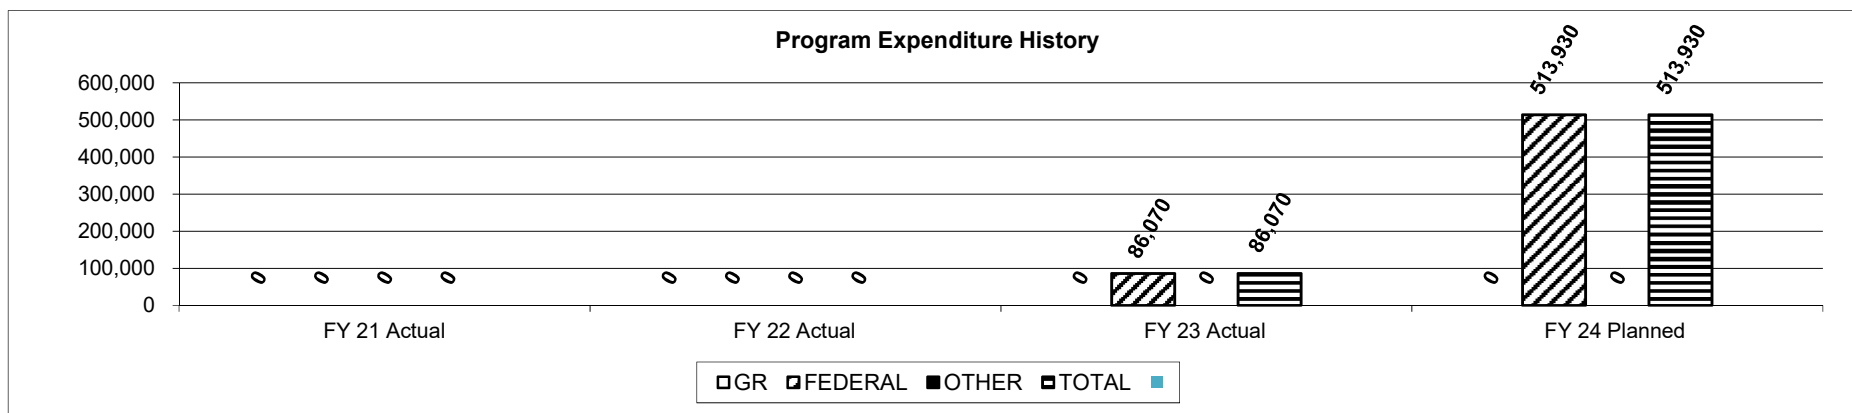 Program Expenditure History
600,000
500,000
400,000
300,000
200,000
100,000
0
0 0 0 0
0 0 0 0
0 86,070 0 86,070
0 513,930 0 513,930
FY 21 Actual FY 22 Actual FY 23 Actual FY 24 Planned
GR FEDERAL OTHER TOTAL